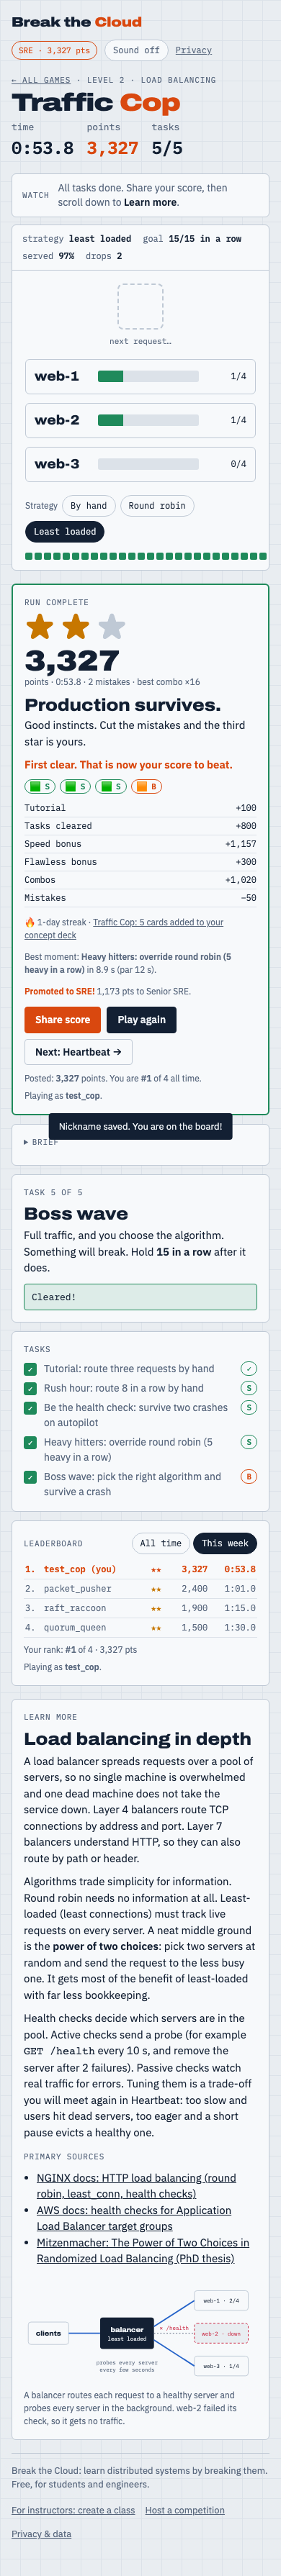 Break the Cloud
SRE · 3,327 pts
Sound off
Privacy
← ALL GAMES · LEVEL 2 · LOAD BALANCING
Traffic Cop
time points tasks
0:53.8 3,327 5/5
WATCH
All tasks done. Share your score, then
scroll down to Learn more.
strategy least loaded goal 15/15 in a row
served 97% drops 2
next request…
web-1 1/4
web-2 1/4
web-3 0/4
Strategy By hand Round robin
Least loaded
RUN COMPLETE
3,327
points · 0:53.8 · 2 mistakes · best combo ×16
Production survives.
Good instincts. Cut the mistakes and the third
star is yours.
First clear. That is now your score to beat.
S S S B
Tutorial +100
Tasks cleared +800
Speed bonus +1,157
Flawless bonus +300
Combos +1,020
Mistakes −50
1-day streak · Traffic Cop: 5 cards added to your
concept deck
Best moment: Heavy hitters: override round robin (5
heavy in a row) in 8.9 s (par 12 s).
Promoted to SRE! 1,173 pts to Senior SRE.
Share score Play again
Next: Heartbeat →
Posted: 3,327 points. You are #1 of 4 all time.
Playing as test_cop.
Nickname saved. You are on the board!
▶ BRIEF
TASK 5 OF 5
Boss wave
Full traffic, and you choose the algorithm.
Something will break. Hold 15 in a row after it
does.
Cleared!
TASKS
Tutorial: route three requests by hand ✓
Rush hour: route 8 in a row by hand S
Be the health check: survive two crashes S
on autopilot
Heavy hitters: override round robin (5 S
heavy in a row)
Boss wave: pick the right algorithm and B
survive a crash
LEADERBOARD All time This week
1. test_cop (you) ★★ 3,327 0:53.8
2. packet_pusher ★★ 2,400 1:01.0
3. raft_raccoon ★★ 1,900 1:15.0
4. quorum_queen ★★ 1,500 1:30.0
Your rank: #1 of 4 · 3,327 pts
Playing as test_cop.
LEARN MORE
Load balancing in depth
A load balancer spreads requests over a pool of
servers, so no single machine is overwhelmed
and one dead machine does not take the
service down. Layer 4 balancers route TCP
connections by address and port. Layer 7
balancers understand HTTP, so they can also
route by path or header.
Algorithms trade simplicity for information.
Round robin needs no information at all. Least-
loaded (least connections) must track live
requests on every server. A neat middle ground
is the power of two choices: pick two servers at
random and send the request to the less busy
one. It gets most of the benefit of least-loaded
with far less bookkeeping.
Health checks decide which servers are in the
pool. Active checks send a probe (for example
GET /health every 10 s, and remove the
server after 2 failures). Passive checks watch
real traffic for errors. Tuning them is a trade-off
you will meet again in Heartbeat: too slow and
users hit dead servers, too eager and a short
pause evicts a healthy one.
PRIMARY SOURCES
• NGINX docs: HTTP load balancing (round
robin, least_conn, health checks)
• AWS docs: health checks for Application
Load Balancer target groups
• Mitzenmacher: The Power of Two Choices in
Randomized Load Balancing (PhD thesis)
clients
balancer
least loaded
× /health
web-1 · 2/4
web-2 · down
web-3 · 1/4
probes every server
every few seconds
A balancer routes each request to a healthy server and
probes every server in the background. web-2 failed its
check, so it gets no traffic.
Break the Cloud: learn distributed systems by breaking them.
Free, for students and engineers.
For instructors: create a class Host a competition
Privacy & data